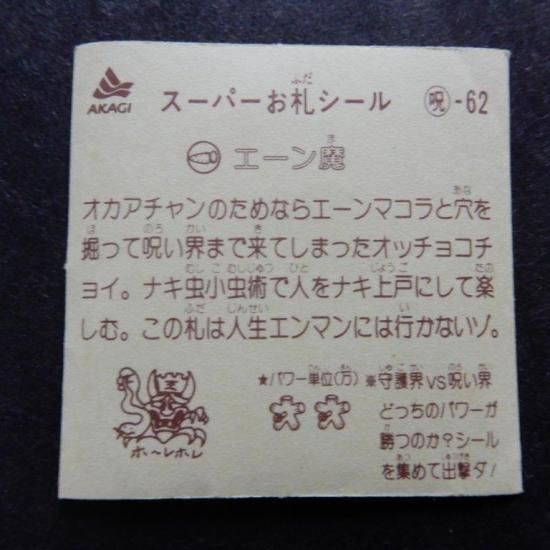 AKAGI スーパーお札シール 呪-62
エーン魔
オカアチャンのためならエーンマコラと穴を
掘って呪い界まで来てしまったオッチョコチ
ョイ。ナキ虫小虫術で人をナキ上戸にして楽
しむ。この札は人生エンマンには行かないゾ。
★パワー単位(万) ※守護界VS呪い界
どっちのパワーが
勝つのか?シール
を集めて出撃ダ!
ホ〜レホレ